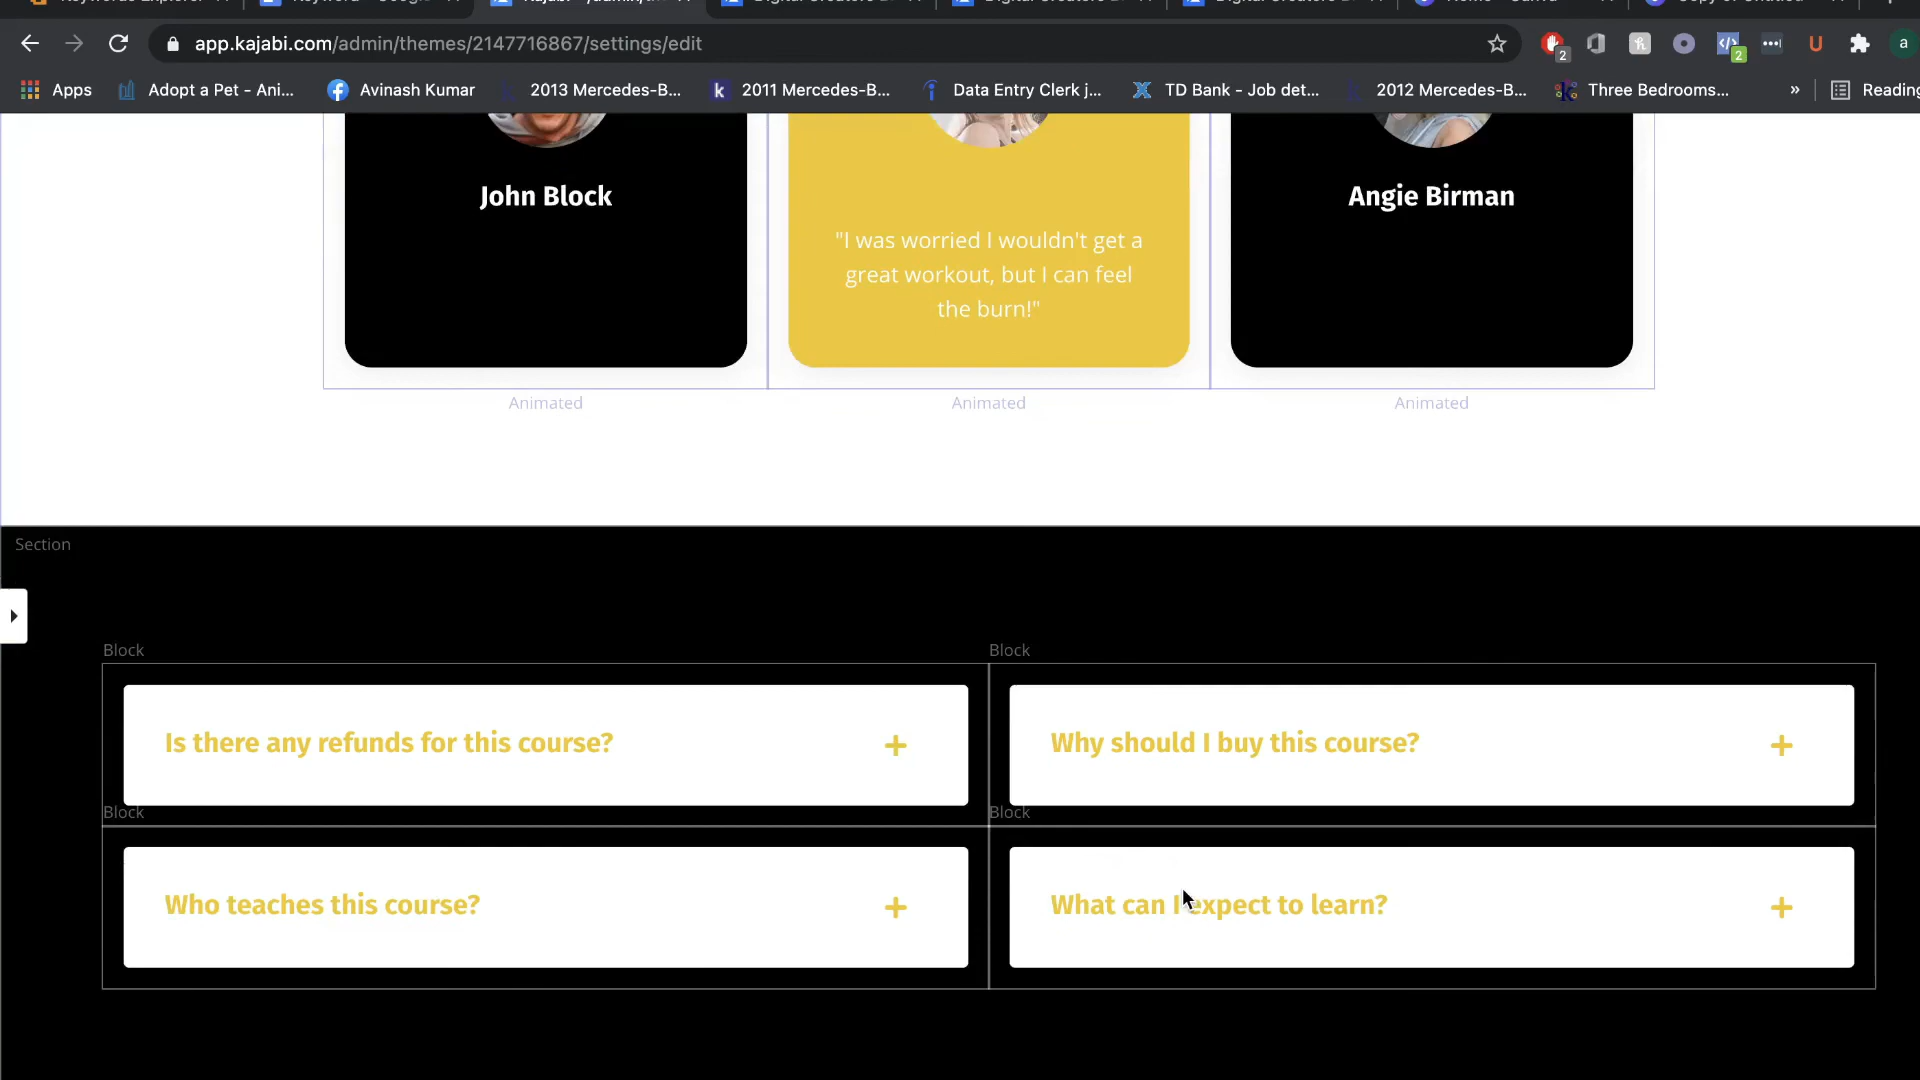 app.kajabi.com/admin/themes/2147716867/settings/edit
2
2
a
Apps
Adopt a Pet - Ani...
Avinash Kumar
2013 Mercedes-B...
2011 Mercedes-B...
Data Entry Clerk j...
TD Bank - Job det...
2012 Mercedes-B...
Three Bedrooms...
»
Reading
John Block
"I was worried I wouldn't get a
great workout, but I can feel
the burn!"
Angie Birman
Animated
Animated
Animated
Section
Block
Block
Is there any refunds for this course?
+
Why should I buy this course?
+
Block
Block
Who teaches this course?
+
What can I expect to learn?
+